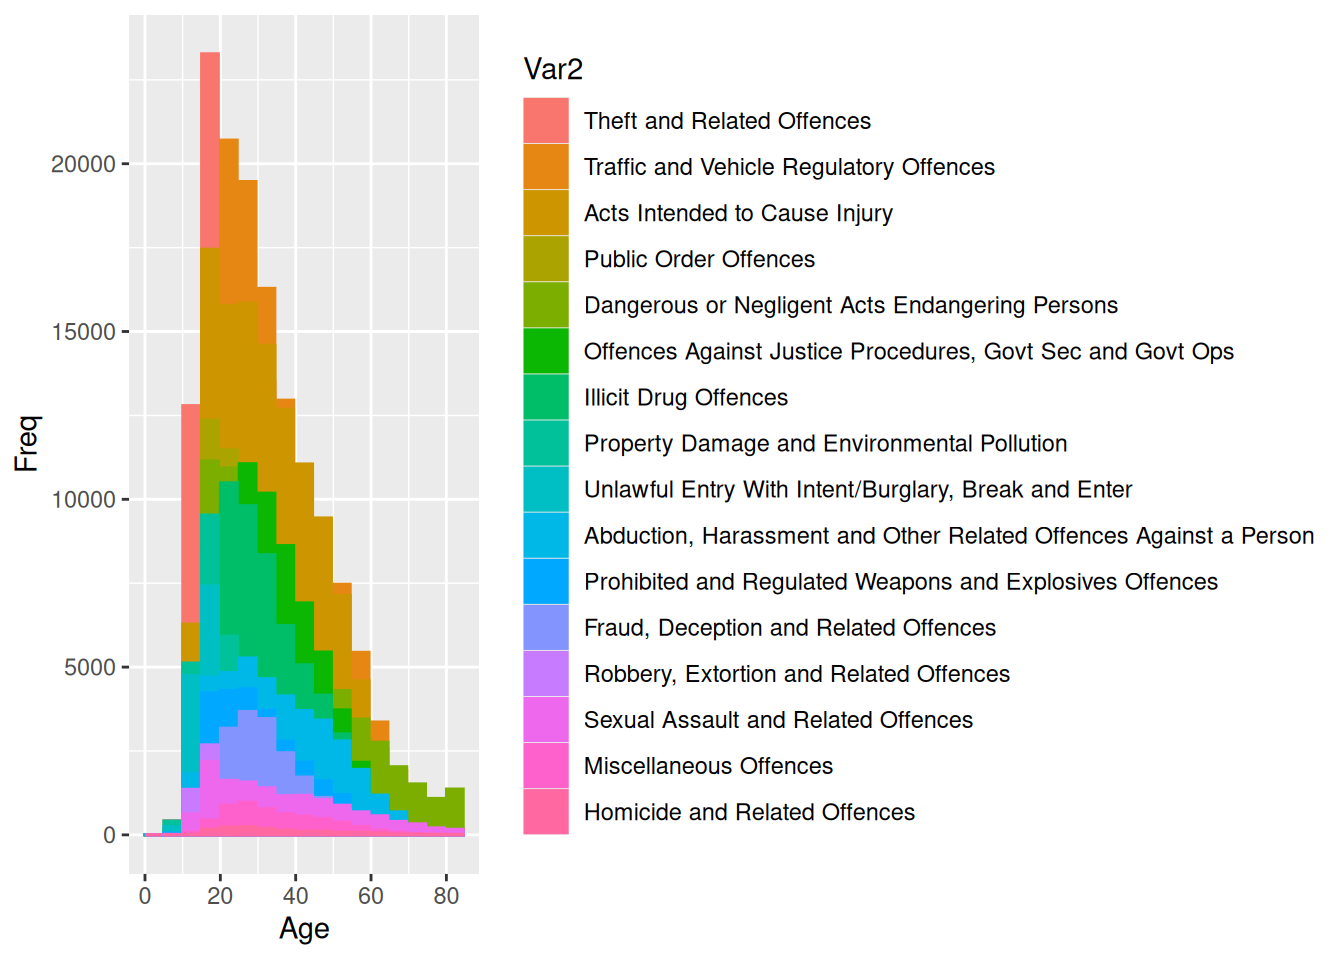 Freq
20000
15000
10000
5000
0
0 20 40 60 80
Age
Var2
Theft and Related Offences
Traffic and Vehicle Regulatory Offences
Acts Intended to Cause Injury
Public Order Offences
Dangerous or Negligent Acts Endangering Persons
Offences Against Justice Procedures, Govt Sec and Govt Ops
Illicit Drug Offences
Property Damage and Environmental Pollution
Unlawful Entry With Intent/Burglary, Break and Enter
Abduction, Harassment and Other Related Offences Against a Person
Prohibited and Regulated Weapons and Explosives Offences
Fraud, Deception and Related Offences
Robbery, Extortion and Related Offences
Sexual Assault and Related Offences
Miscellaneous Offences
Homicide and Related Offences